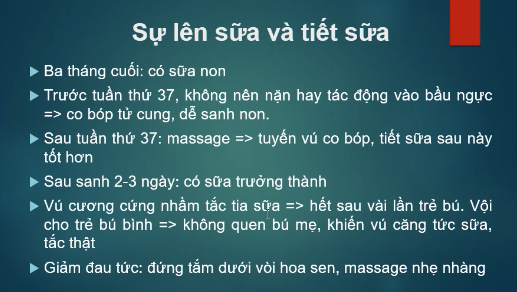 Sự lên sữa và tiết sữa
Ba tháng cuối: có sữa non
Trước tuần thứ 37, không nên nặn hay tác động vào bầu ngực
=> co bóp tử cung, dễ sanh non.
Sau tuần thứ 37: massage => tuyến vú co bóp, tiết sữa sau này
tốt hơn
Sau sanh 2-3 ngày: có sữa trưởng thành
Vú cương cứng nhầm tắc tia sữa => hết sau vài lần trẻ bú. Vội
cho trẻ bú bình => không quen bú mẹ, khiến vú căng tức sữa,
tắc thật
Giảm đau tức: đứng tắm dưới vòi hoa sen, massage nhẹ nhàng